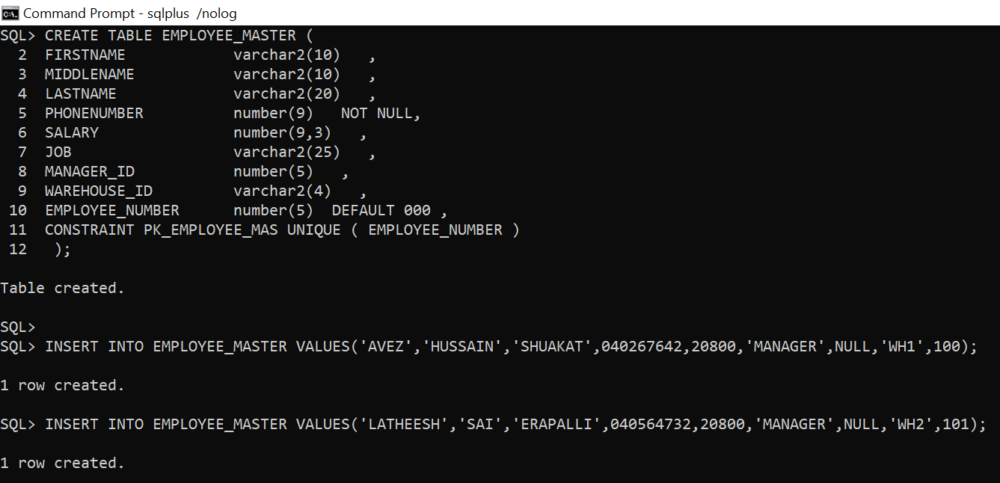 Command Prompt - sqlplus  /nolog
SQL> CREATE TABLE EMPLOYEE_MASTER (
  2  FIRSTNAME            varchar2(10)   ,
  3  MIDDLENAME           varchar2(10)   ,
  4  LASTNAME             varchar2(20)   ,
  5  PHONENUMBER          number(9)   NOT NULL,
  6  SALARY               number(9,3)   ,
  7  JOB                  varchar2(25)   ,
  8  MANAGER_ID           number(5)   ,
  9  WAREHOUSE_ID         varchar2(4)   ,
 10  EMPLOYEE_NUMBER      number(5)  DEFAULT 000 ,
 11  CONSTRAINT PK_EMPLOYEE_MAS UNIQUE ( EMPLOYEE_NUMBER )
 12   );
Table created.
SQL>
SQL> INSERT INTO EMPLOYEE_MASTER VALUES('AVEZ','HUSSAIN','SHUAKAT',040267642,20800,'MANAGER',NULL,'WH1',100);
1 row created.
SQL> INSERT INTO EMPLOYEE_MASTER VALUES('LATHEESH','SAI','ERAPALLI',040564732,20800,'MANAGER',NULL,'WH2',101);
1 row created.